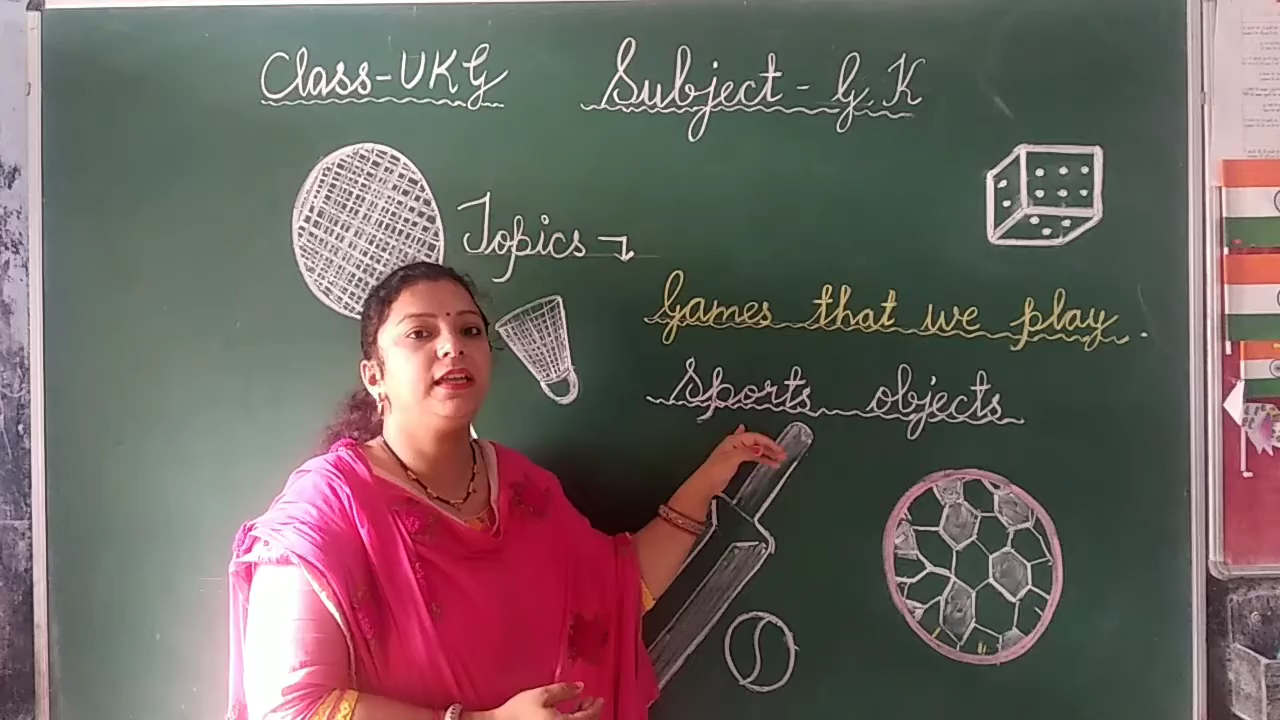 Class-UKG Subject - G.K
Topics
Games that we play.
Sports objects